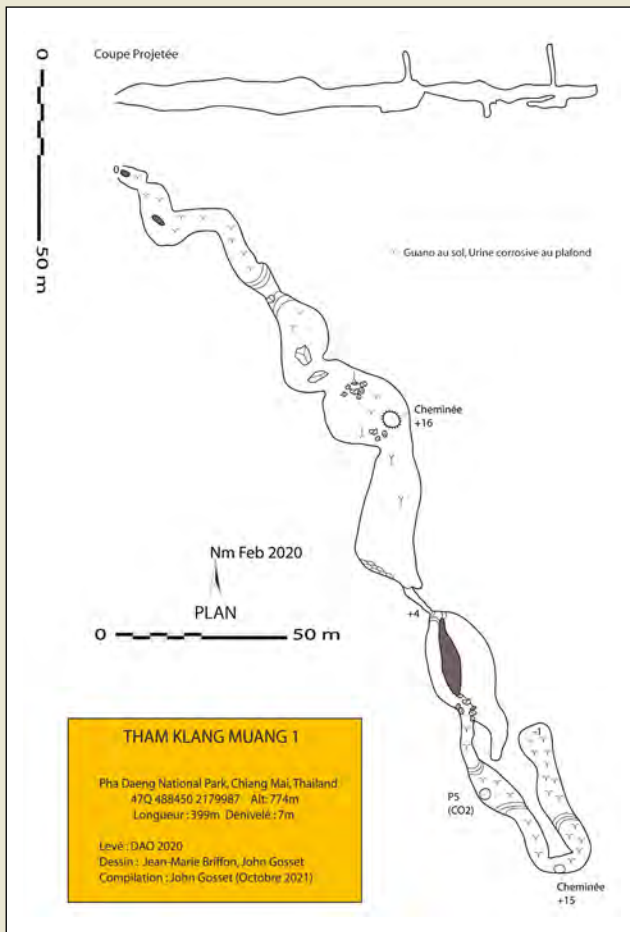 Coupe Projetée
0
50 m
0
Guano au sol, Urine corrosive au plafond
Cheminée
+16
Nm Feb 2020
PLAN
0 50 m
+4
-1
P5
(CO2)
Cheminée
+15
THAM KLANG MUANG 1
Pha Daeng National Park, Chiang Mai, Thailand
47Q 488450 2179987 Alt: 774m
Longueur : 399m Dénivelé : 7m
Levé : DAO 2020
Dessin : Jean-Marie Briffon, John Gosset
Compilation : John Gosset (Octobre 2021)